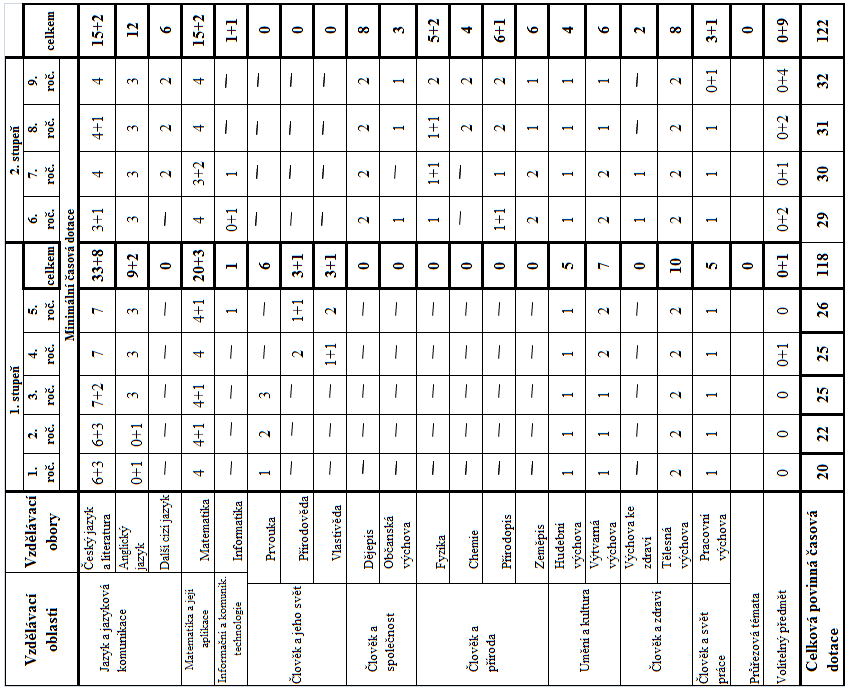 Vzdělávací oblasti Vzdělávací obory 1. stupeň 2. stupeň
1. roč. 2. roč. 3. roč. 4. roč. 5. roč. celkem 6. roč. 7. roč. 8. roč. 9. roč. celkem
Minimální časová dotace
Jazyk a jazyková komunikace Český jazyk a literatura 6+3 6+3 7+2 7 7 33+8 3+1 4 4+1 4 15+2
Anglický jazyk 0+1 0+1 3 3 3 9+2 3 3 3 3 12
Další cizí jazyk — — — — — 0 — 2 2 2 6
Matematika a její aplikace Matematika 4 4+1 4+1 4 4+1 20+3 4 3+2 4 4 15+2
Informační a komunik. technologie Informatika — — — — 1 1 0+1 1 — — 1+1
Člověk a jeho svět Prvouka 1 2 3 — — 6 — — — — 0
Přírodověda — — — 2 1+1 3+1 — — — — 0
Vlastivěda — — — 1+1 2 3+1 — — — — 0
Člověk a společnost Dějepis — — — — — 0 2 2 2 2 8
Občanská výchova — — — — — 0 1 — 1 1 3
Člověk a příroda Fyzika — — — — — 0 1 1+1 1+1 2 5+2
Chemie — — — — — 0 — — 2 2 4
Přírodopis — — — — — 0 1+1 1 2 2 6+1
Zeměpis — — — — — 0 2 2 1 1 6
Umění a kultura Hudební výchova 1 1 1 1 1 5 1 1 1 1 4
Výtvarná výchova 1 1 1 2 2 7 2 2 1 1 6
Člověk a zdraví Výchova ke zdraví — — — — — 0 1 1 — — 2
Tělesná výchova 2 2 2 2 2 10 2 2 2 2 8
Člověk a svět práce Pracovní výchova 1 1 1 1 1 5 1 1 1 0+1 3+1
Průřezová témata 0 0
Volitelný předmět 0 0 0 0+1 0 0+1 0+2 0+1 0+2 0+4 0+9
Celková povinná časová dotace 20 22 25 25 26 118 29 30 31 32 122